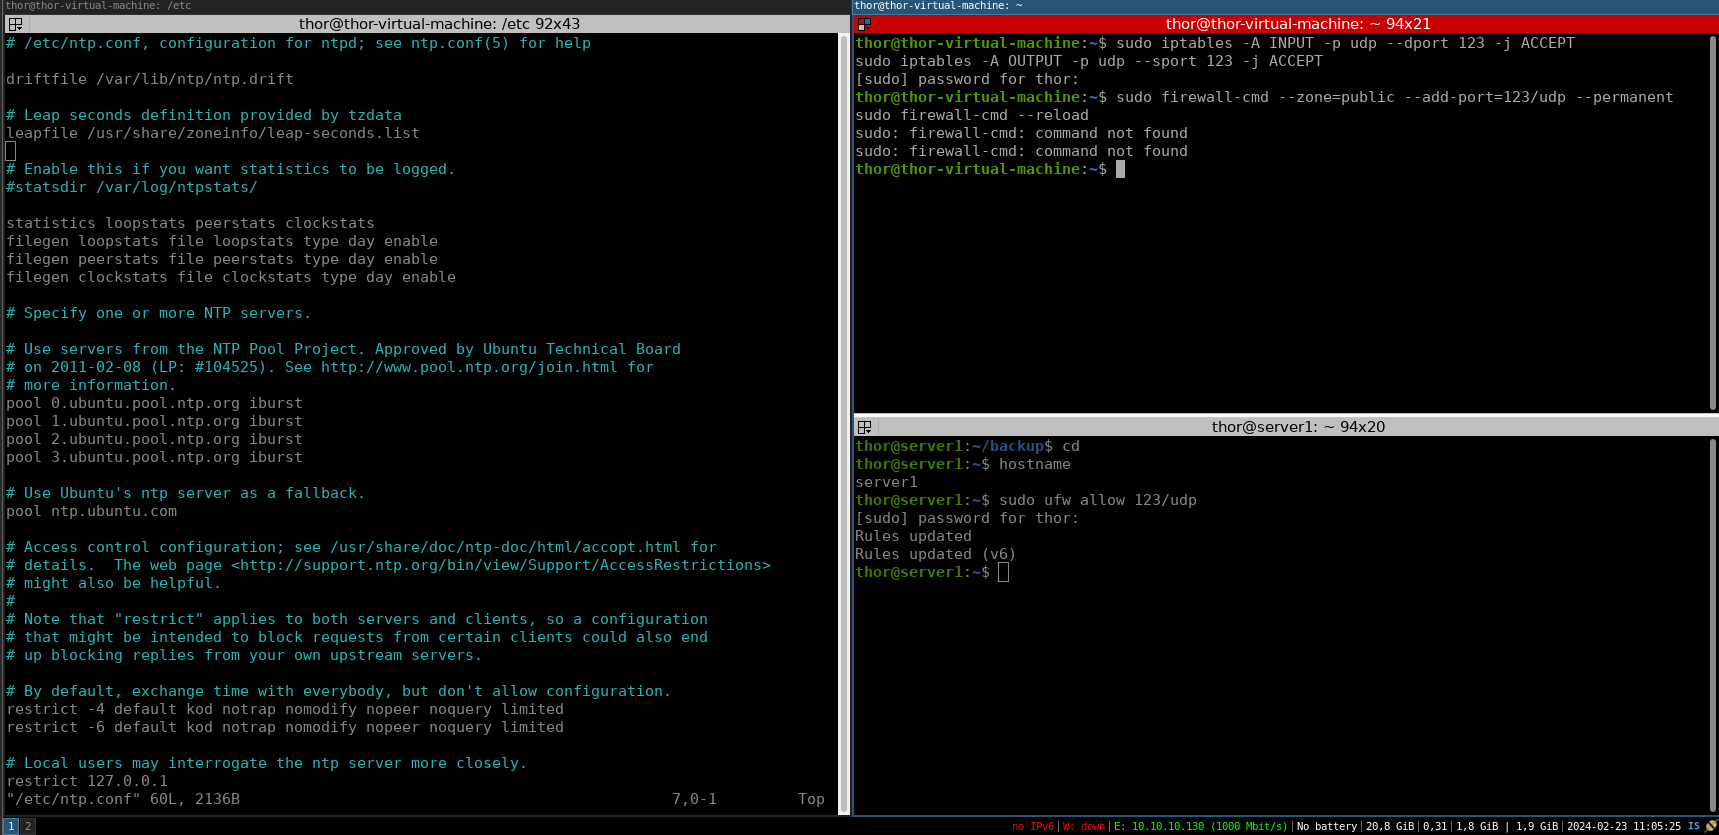 thor@thor-virtual-machine: /etc
thor@thor-virtual-machine: /etc 92x43
# /etc/ntp.conf, configuration for ntpd; see ntp.conf(5) for help
driftfile /var/lib/ntp/ntp.drift
# Leap seconds definition provided by tzdata
leapfile /usr/share/zoneinfo/leap-seconds.list
# Enable this if you want statistics to be logged.
#statsdir /var/log/ntpstats/
statistics loopstats peerstats clockstats
filegen loopstats file loopstats type day enable
filegen peerstats file peerstats type day enable
filegen clockstats file clockstats type day enable
# Specify one or more NTP servers.
# Use servers from the NTP Pool Project. Approved by Ubuntu Technical Board
# on 2011-02-08 (LP: #104525). See http://www.pool.ntp.org/join.html for
# more information.
pool 0.ubuntu.pool.ntp.org iburst
pool 1.ubuntu.pool.ntp.org iburst
pool 2.ubuntu.pool.ntp.org iburst
pool 3.ubuntu.pool.ntp.org iburst
# Use Ubuntu's ntp server as a fallback.
pool ntp.ubuntu.com
# Access control configuration; see /usr/share/doc/ntp-doc/html/accopt.html for
# details.  The web page <http://support.ntp.org/bin/view/Support/AccessRestrictions>
# might also be helpful.
#
# Note that "restrict" applies to both servers and clients, so a configuration
# that might be intended to block requests from certain clients could also end
# up blocking replies from your own upstream servers.
# By default, exchange time with everybody, but don't allow configuration.
restrict -4 default kod notrap nomodify nopeer noquery limited
restrict -6 default kod notrap nomodify nopeer noquery limited
# Local users may interrogate the ntp server more closely.
restrict 127.0.0.1
"/etc/ntp.conf" 60L, 2136B 7,0-1 Top
thor@thor-virtual-machine: ~
thor@thor-virtual-machine: ~ 94x21
thor@thor-virtual-machine:~$ sudo iptables -A INPUT -p udp --dport 123 -j ACCEPT
sudo iptables -A OUTPUT -p udp --sport 123 -j ACCEPT
[sudo] password for thor:
thor@thor-virtual-machine:~$ sudo firewall-cmd --zone=public --add-port=123/udp --permanent
sudo firewall-cmd --reload
sudo: firewall-cmd: command not found
sudo: firewall-cmd: command not found
thor@thor-virtual-machine:~$
thor@server1: ~ 94x20
thor@server1:~/backup$ cd
thor@server1:~$ hostname
server1
thor@server1:~$ sudo ufw allow 123/udp
[sudo] password for thor:
Rules updated
Rules updated (v6)
thor@server1:~$
1 2 no IPv6|W: down|E: 10.10.10.130 (1000 Mbit/s)|No battery|20,8 GiB|0,31|1,8 GiB | 1,9 GiB|2024-02-23 11:05:25 IS